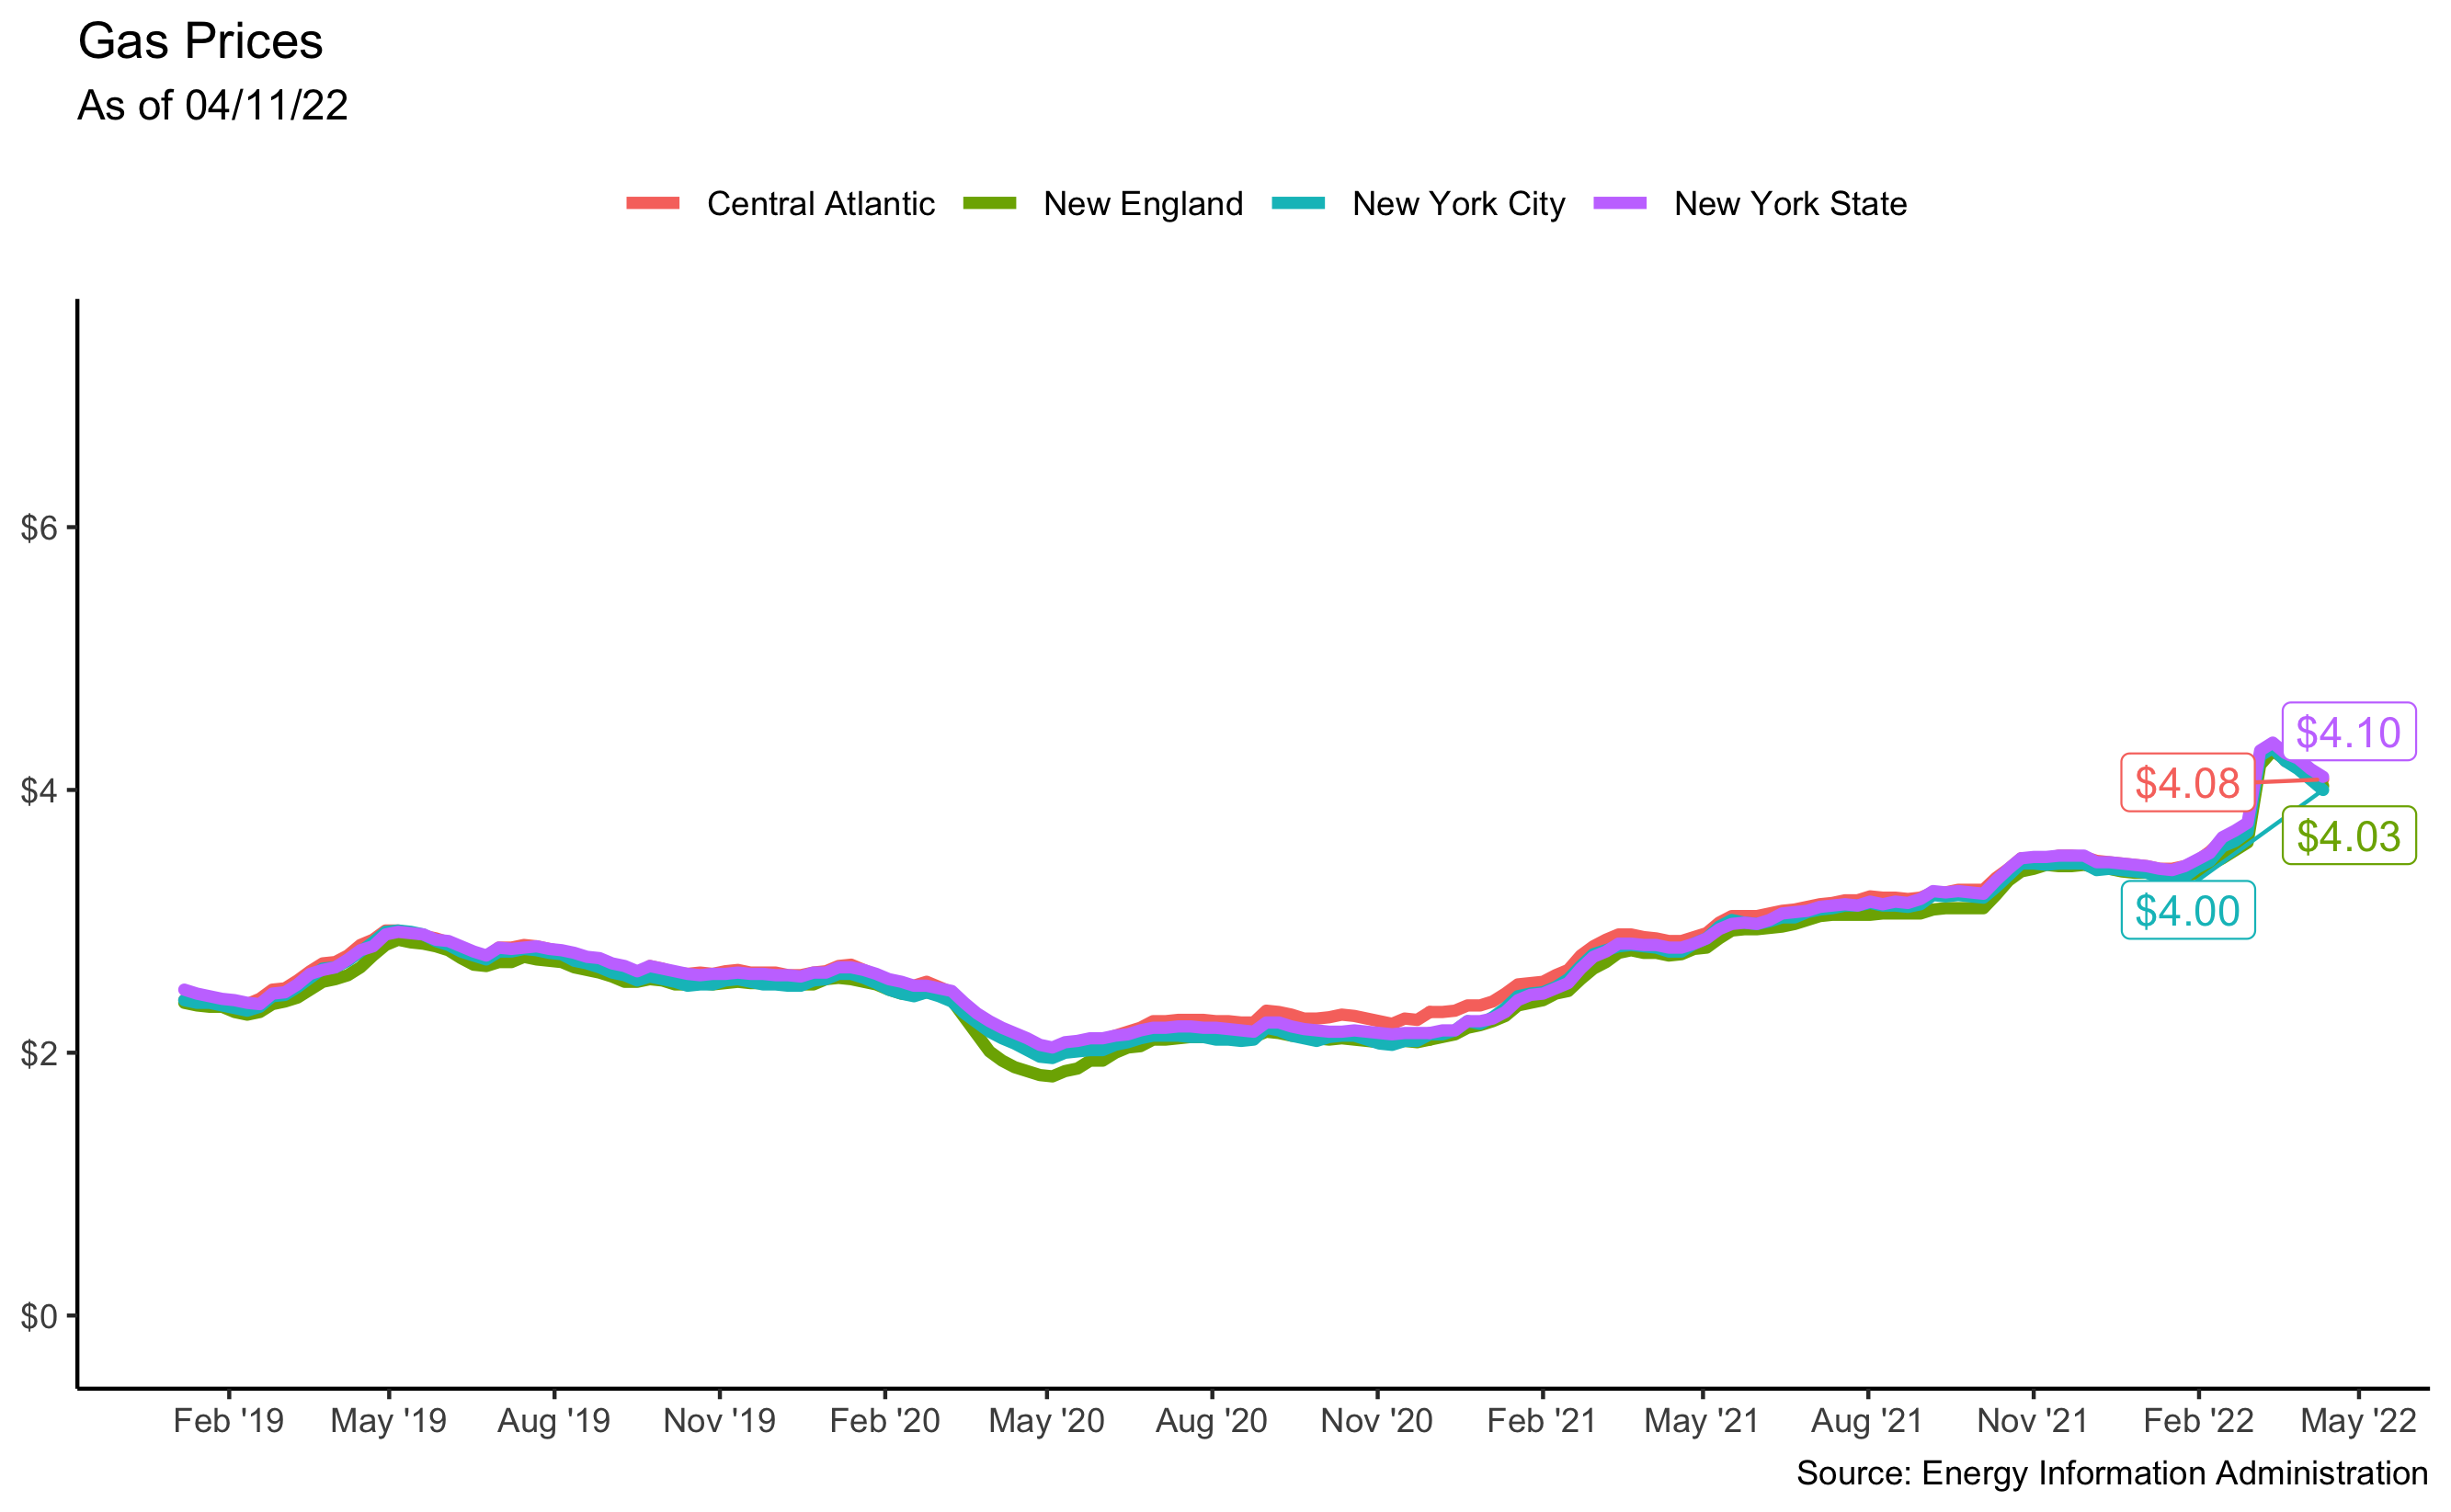 Gas Prices
As of 04/11/22
Central Atlantic New England New York City New York State
$6
$4
$2
$0
$4.10
$4.08
$4.03
$4.00
Feb '19 May '19 Aug '19 Nov '19 Feb '20 May '20 Aug '20 Nov '20 Feb '21 May '21 Aug '21 Nov '21 Feb '22 May '22
Source: Energy Information Administration